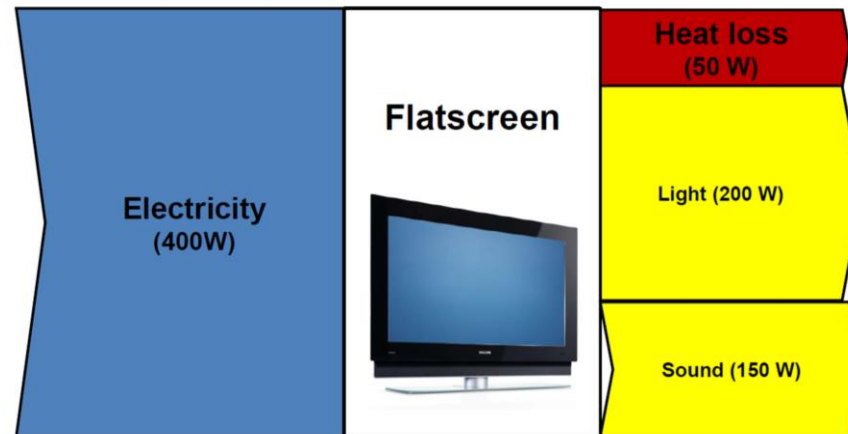 Electricity
(400W)
Flatscreen
Heat loss
(50 W)
Light (200 W)
Sound (150 W)